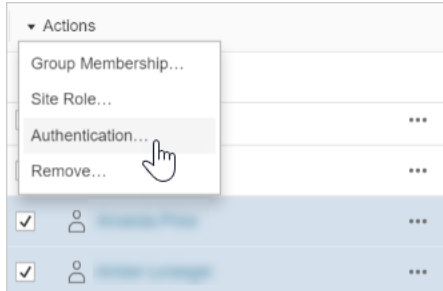 Actions
Group Membership...
Site Role...
Authentication...
Remove...